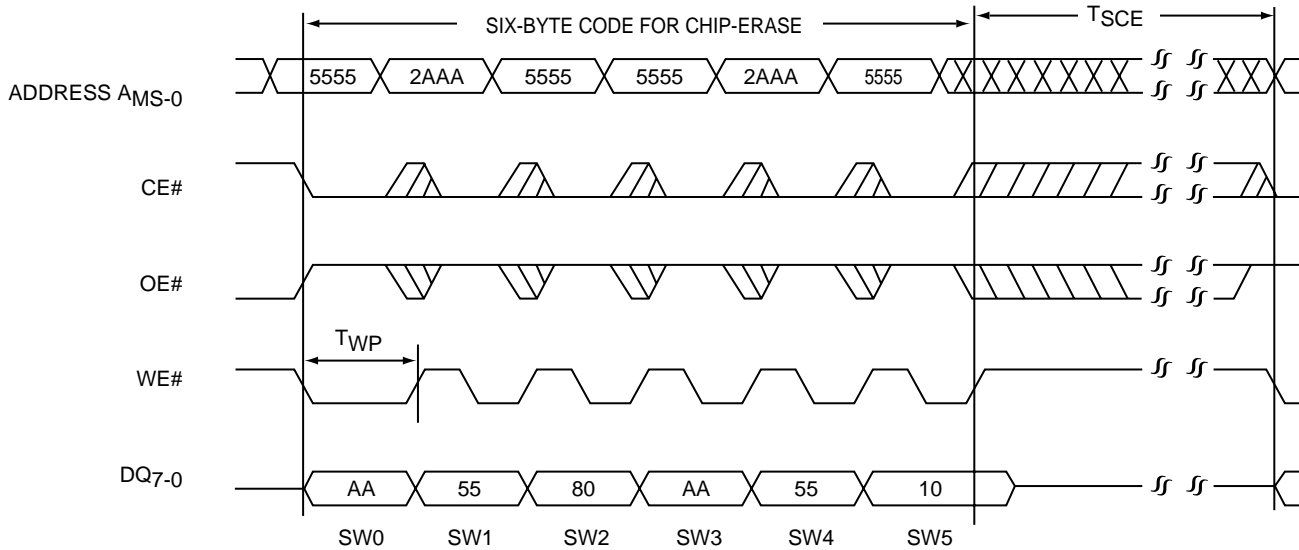 SIX-BYTE CODE FOR CHIP-ERASE
TSCE
ADDRESS AMS-0
5555 2AAA 5555 5555 2AAA 5555
CE#
OE#
TWP
WE#
DQ7-0
AA 55 80 AA 55 10
SW0 SW1 SW2 SW3 SW4 SW5